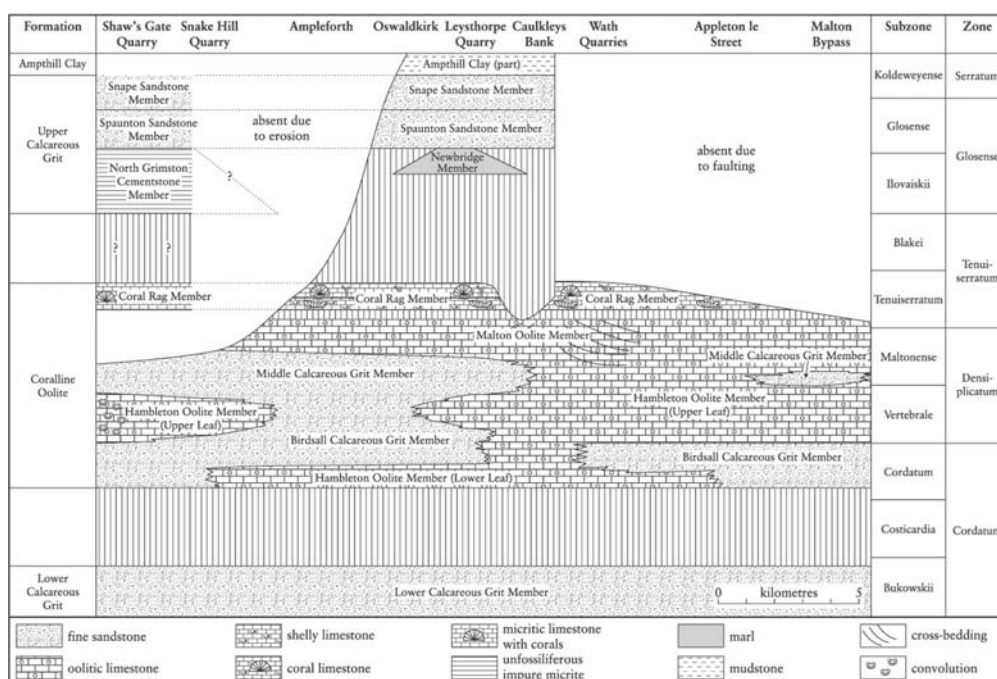 Formation
Shaw's Gate
Quarry
Snake Hill
Quarry
Ampleforth
Oswaldkirk
Leysthorpe
Quarry
Caulkleys
Bank
Wath
Quarries
Appleton le
Street
Malton
Bypass
Subzone
Zone
Ampthill Clay
Ampthill Clay (part)
Koldeweyense
Serratum
Snape Sandstone
Member
Snape Sandstone Member
Upper
Calcareous
Grit
Spaunton Sandstone
Member
absent due
to erosion
Spaunton Sandstone
Member
absent due
to faulting
Glosense
Glosense
North Grimston
Cementstone
Member
?
Newbridge
Member
Ilovaiskii
? ?
Blakei
Tenui-
serratum
Coral Rag Member
Coral Rag Member
Coral Rag Member
Tenuiserratum
Malton Oolite Member
Coralline
Oolite
Middle Calcareous Grit Member
Middle Calcareous Grit Member
Maltonense
Densi-
plicatum
Hambleton Oolite Member
(Upper Leaf)
Hambleton Oolite Member
(Upper Leaf)
Vertebrale
Birdsall Calcareous Grit Member
Birdsall Calcareous Grit Member
Cordatum
Hambleton Oolite Member (Lower Leaf)
Costicardia
Cordatum
Lower
Calcareous
Grit
Lower Calcareous Grit Member
0 kilometres 5
Bukowskii
fine sandstone
shelly limestone
micritic limestone
with corals
marl
cross-bedding
oolitic limestone
coral limestone
unfossiliferous
impure micrite
mudstone
convolution